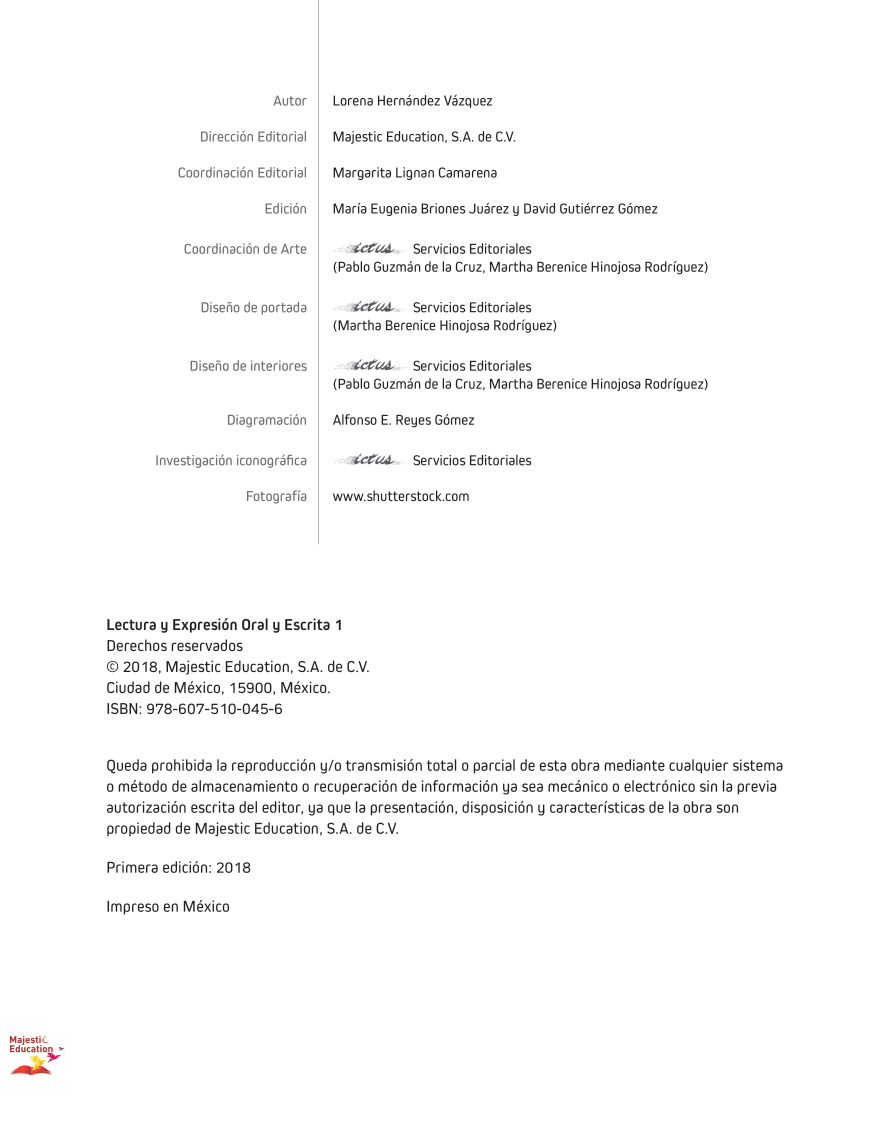 Autor Lorena Hernández Vázquez
Dirección Editorial Majestic Education, S.A. de C.V.
Coordinación Editorial Margarita Lignan Camarena
Edición María Eugenia Briones Juárez y David Gutiérrez Gómez
Coordinación de Arte ictus Servicios Editoriales
(Pablo Guzmán de la Cruz, Martha Berenice Hinojosa Rodríguez)
Diseño de portada ictus Servicios Editoriales
(Martha Berenice Hinojosa Rodríguez)
Diseño de interiores ictus Servicios Editoriales
(Pablo Guzmán de la Cruz, Martha Berenice Hinojosa Rodríguez)
Diagramación Alfonso E. Reyes Gómez
Investigación iconográfica ictus Servicios Editoriales
Fotografía www.shutterstock.com
Lectura y Expresión Oral y Escrita 1
Derechos reservados
© 2018, Majestic Education, S.A. de C.V.
Ciudad de México, 15900, México.
ISBN: 978-607-510-045-6
Queda prohibida la reproducción y/o transmisión total o parcial de esta obra mediante cualquier sistema
o método de almacenamiento o recuperación de información ya sea mecánico o electrónico sin la previa
autorización escrita del editor, ya que la presentación, disposición y características de la obra son
propiedad de Majestic Education, S.A. de C.V.
Primera edición: 2018
Impreso en México
Majestic
Education